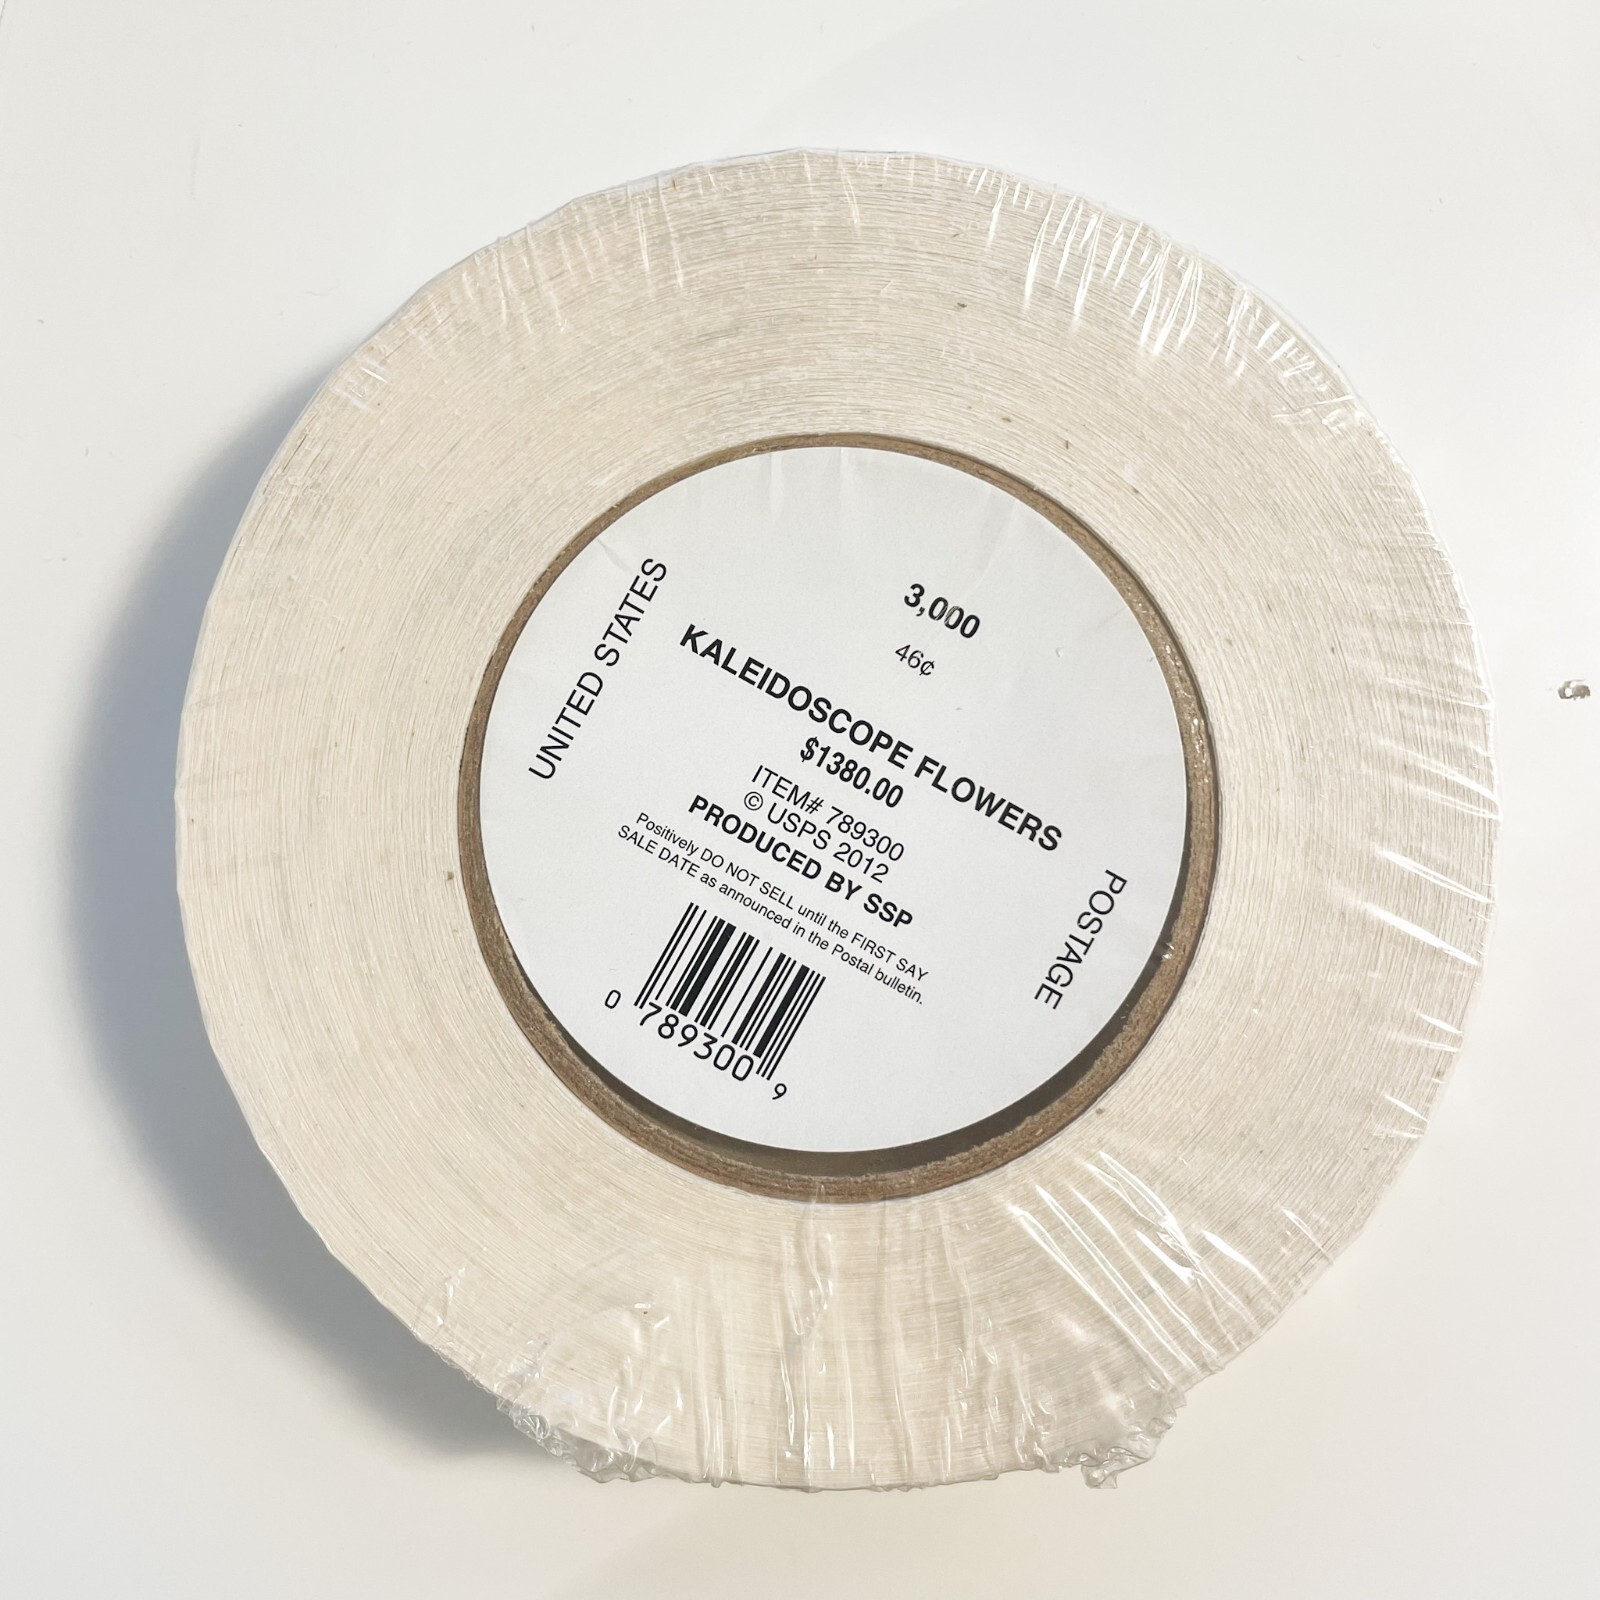 UNITED STATES
3,000
46¢
KALEIDOSCOPE FLOWERS
$1380.00
ITEM# 789300
© USPS 2012
PRODUCED BY SSP
Positively DO NOT SELL until the FIRST SAY
SALE DATE as announced in the Postal bulletin.
0 789300 9
POSTAGE